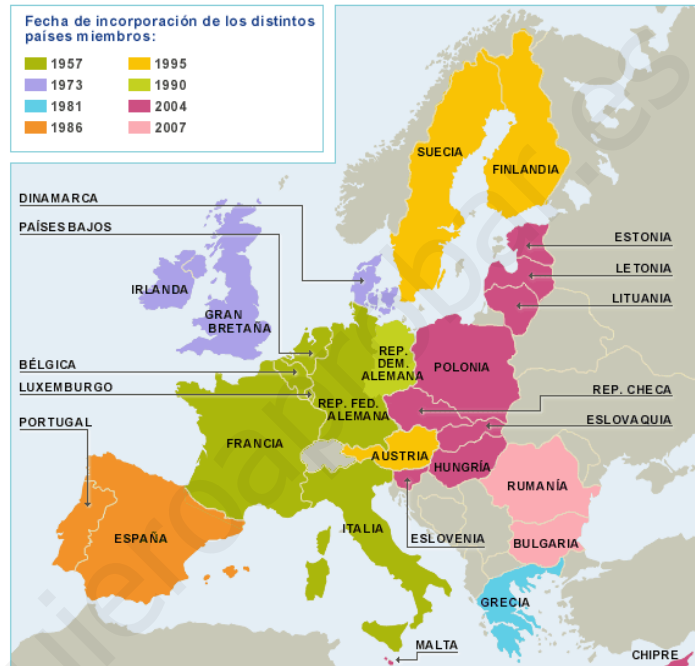 Fecha de incorporación de los distintos
países miembros:
1957
1995
1973
1990
1981
2004
1986
2007
SUECIA
FINLANDIA
DINAMARCA
PAÍSES BAJOS
ESTONIA
LETONIA
LITUANIA
IRLANDA
GRAN
BRETAÑA
REP.
DEM.
ALEMANA
POLONIA
BÉLGICA
LUXEMBURGO
REP. CHECA
REP. FED.
ALEMANA
ESLOVAQUIA
PORTUGAL
FRANCIA
AUSTRIA
HUNGRÍA
RUMANÍA
ESPAÑA
ITALIA
ESLOVENIA
BULGARIA
GRECIA
MALTA
CHIPRE